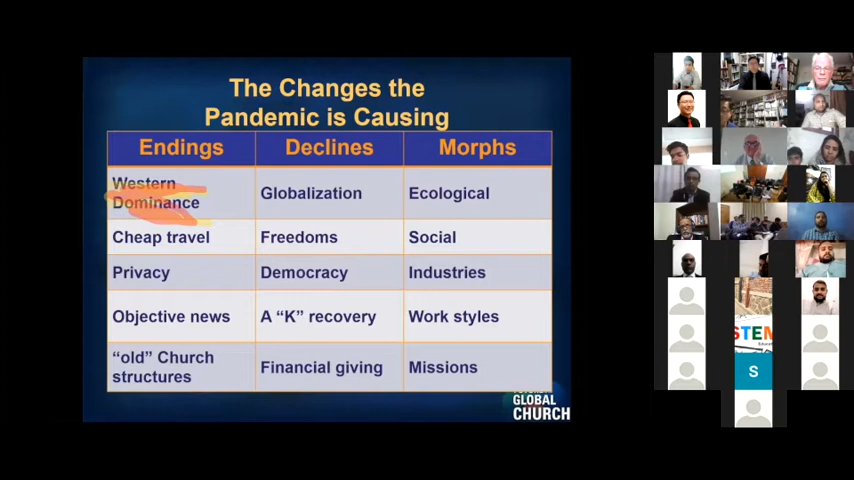 The Changes the
Pandemic is Causing
Endings Declines Morphs
Western
Dominance Globalization Ecological
Cheap travel Freedoms Social
Privacy Democracy Industries
Objective news A “K” recovery Work styles
“old” Church
structures Financial giving Missions
GLOBAL
CHURCH
STEM
S